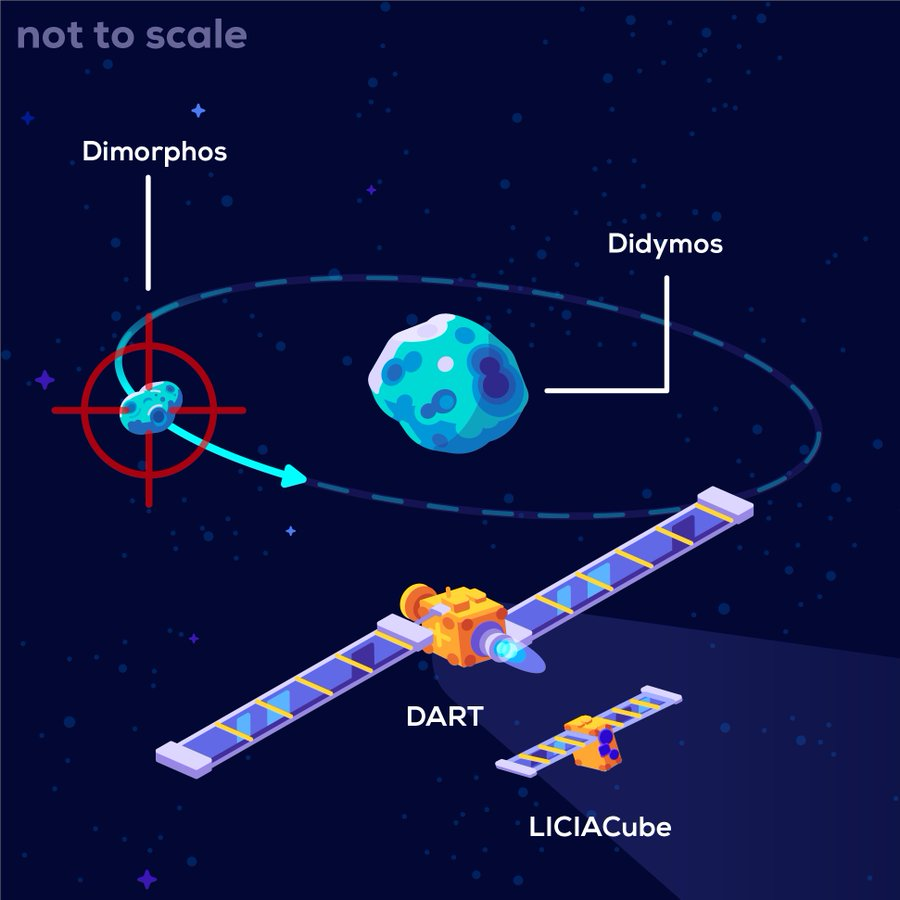 not to scale
Dimorphos
Didymos
DART
LICIACube